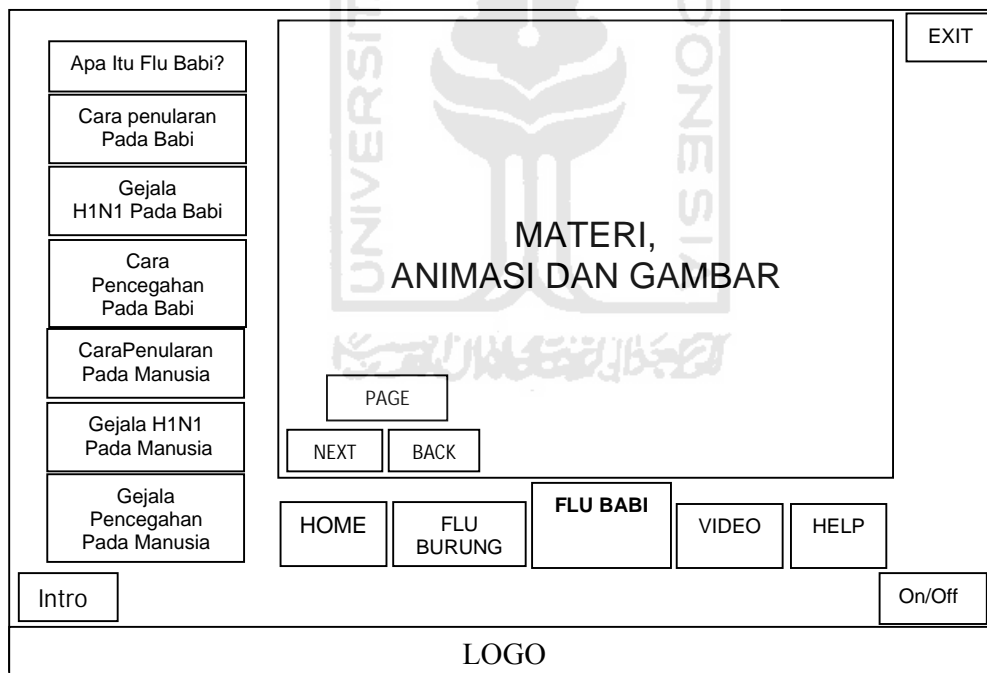 EXIT
Apa Itu Flu Babi?
Cara penularan
Pada Babi
Gejala
H1N1 Pada Babi
Cara
Pencegahan
Pada Babi
CaraPenularan
Pada Manusia
Gejala H1N1
Pada Manusia
Gejala
Pencegahan
Pada Manusia
MATERI,
ANIMASI DAN GAMBAR
PAGE
NEXT
BACK
HOME
FLU
BURUNG
FLU BABI
VIDEO
HELP
Intro
On/Off
LOGO